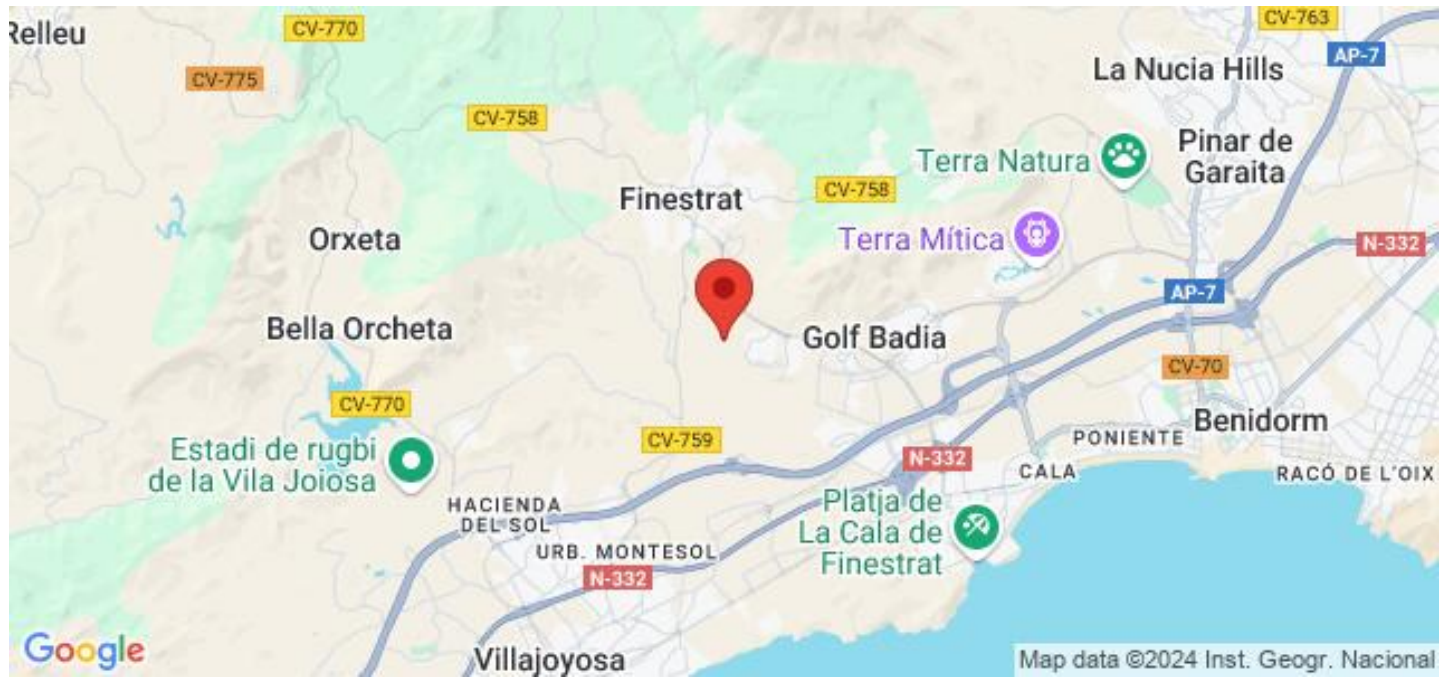 Relleu
CV-770
CV-763
AP-7
La Nucia Hills
CV-775
CV-758
Pinar de
Garaita
Terra Natura
CV-758
Finestrat
Orxeta
Terra Mítica
N-332
AP-7
Bella Orcheta
Golf Badia
CV-70
CV-770
Benidorm
CV-759
PONIENTE
Estadi de rugbi
de la Vila Joiosa
N-332
CALA
RACÓ DE L'OIX
HACIENDA
DEL SOL
Platja de
La Cala de
Finestrat
URB. MONTESOL
N-332
Villajoyosa
Google
Map data ©2024 Inst. Geogr. Nacional